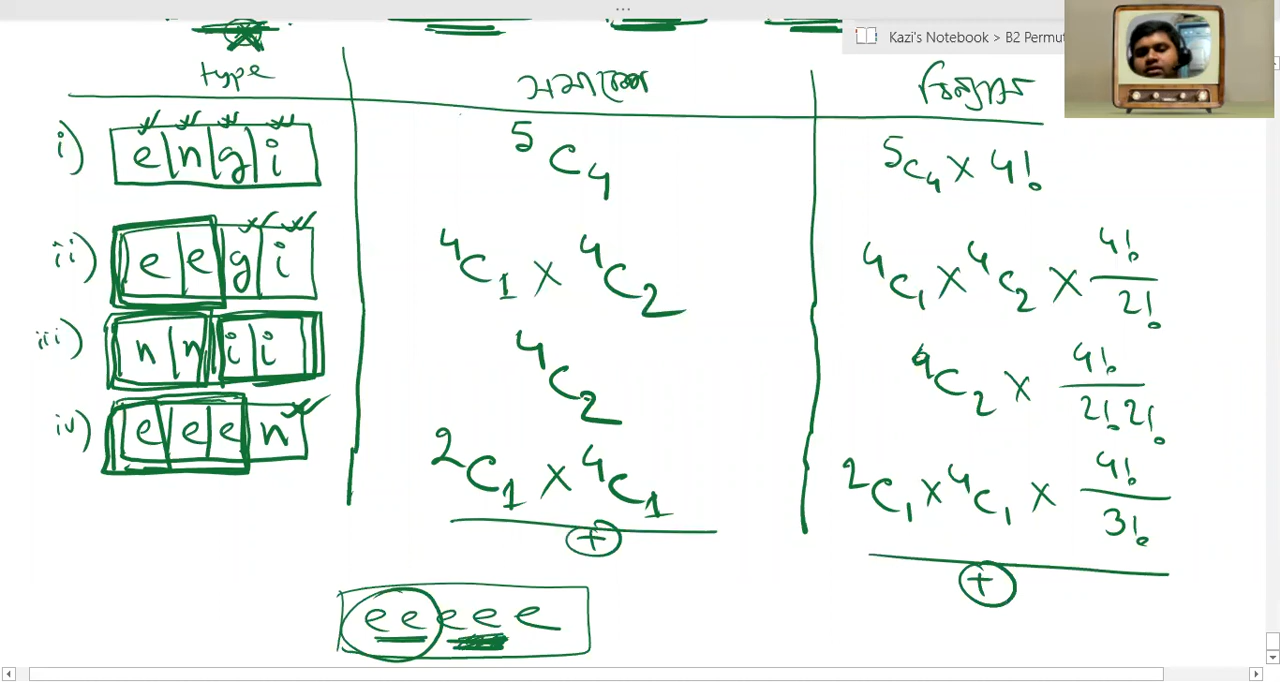 Kazi's Notebook > B2 Permut
type সমাবেশ বিন্যাস
i) e n g i ⁵C₄ ⁵C₄ × 4!
ii) e e g i ⁴C₁ × ⁴C₂ ⁴C₁ × ⁴C₂ × 4!/2!
iii) n n i i ⁴C₂ ⁴C₂ × 4!/2! 2!
iv) e e e n ²C₁ × ⁴C₁ ²C₁ × ⁴C₁ × 4!/3!
+ +
e e e e e